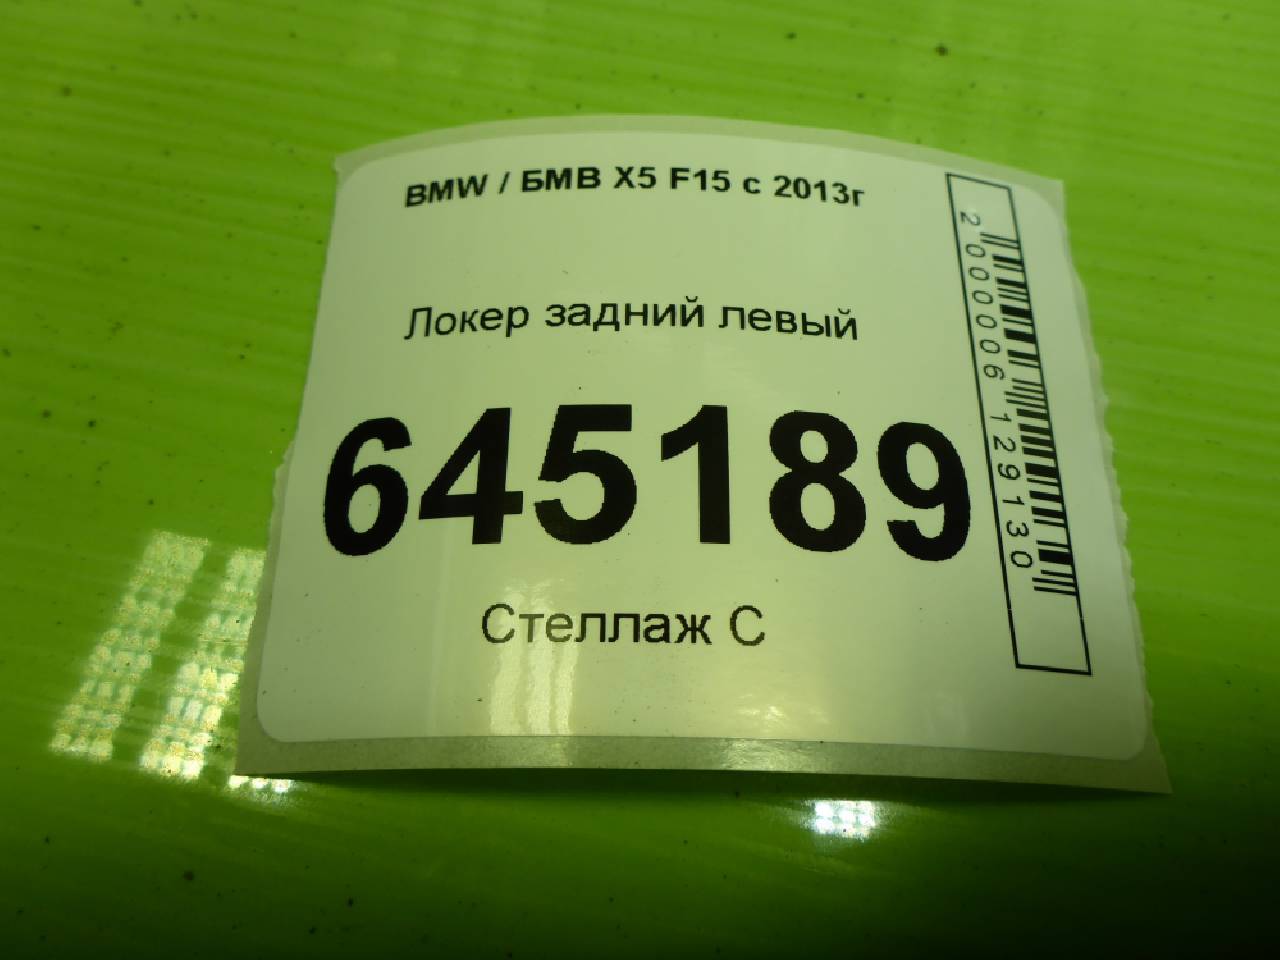 BMW / БМВ X5 F15 с 2013г
Локер задний левый
645189
Стеллаж С
2000006129130